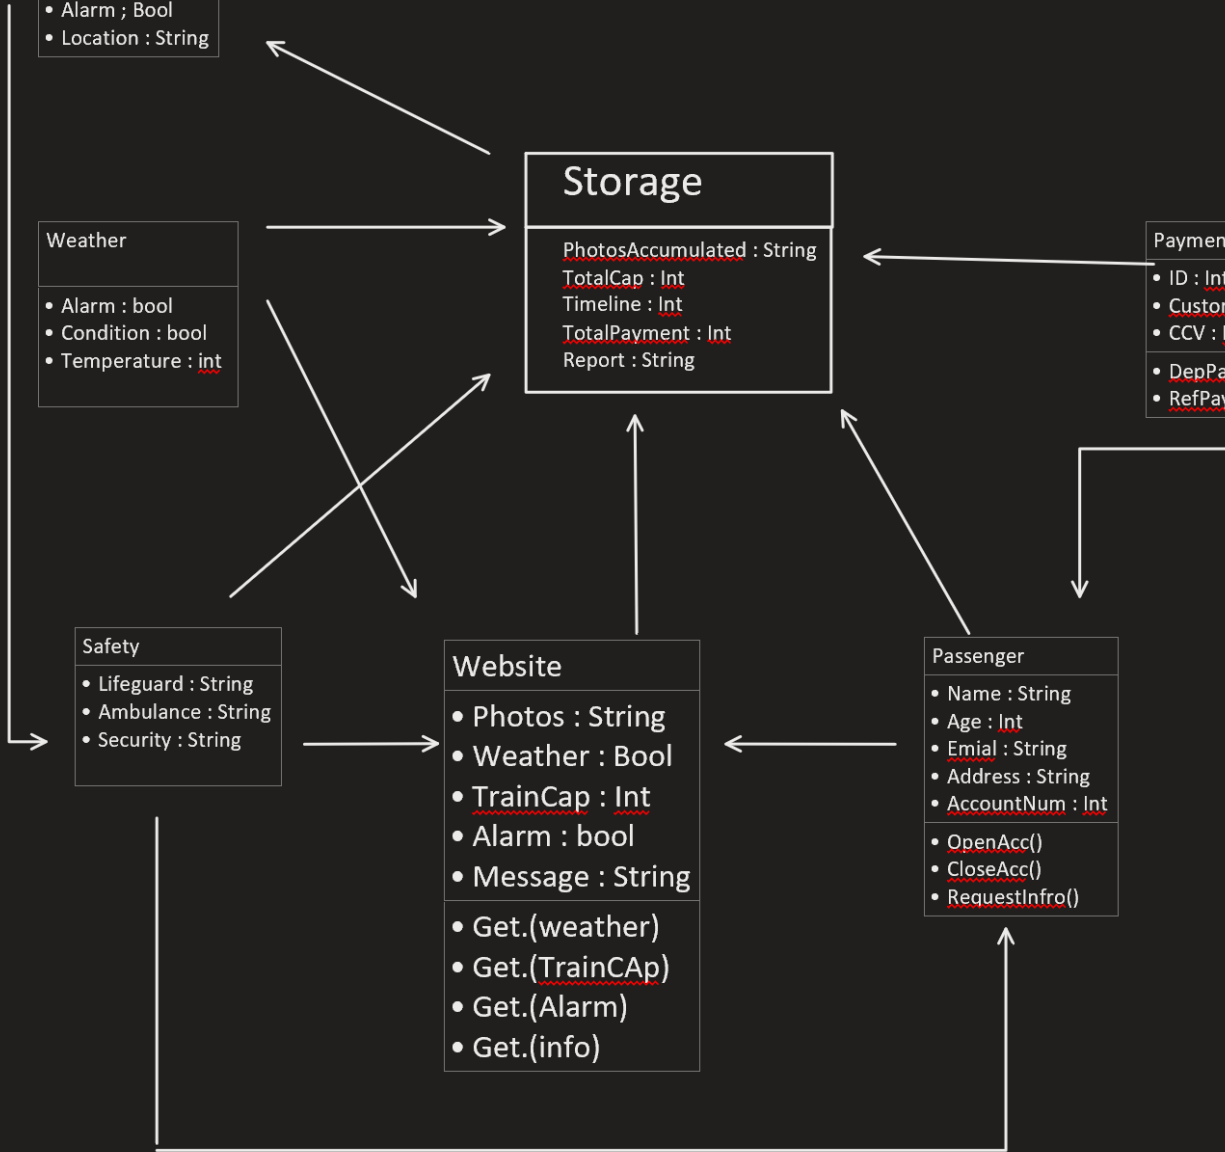 • Alarm ; Bool
• Location : String
Storage
PhotosAccumulated : String
TotalCap : Int
Timeline : Int
TotalPayment : Int
Report : String
Weather
• Alarm : bool
• Condition : bool
• Temperature : int
• ID : Int
• CCV :
Safety
• Lifeguard : String
• Ambulance : String
• Security : String
Website
• Photos : String
• Weather : Bool
• TrainCap : Int
• Alarm : bool
• Message : String
• Get.(weather)
• Get.(TrainCAp)
• Get.(Alarm)
• Get.(info)
Passenger
• Name : String
• Age : Int
• Emial : String
• Address : String
• AccountNum : Int
• OpenAcc()
• CloseAcc()
• RequestInfro()